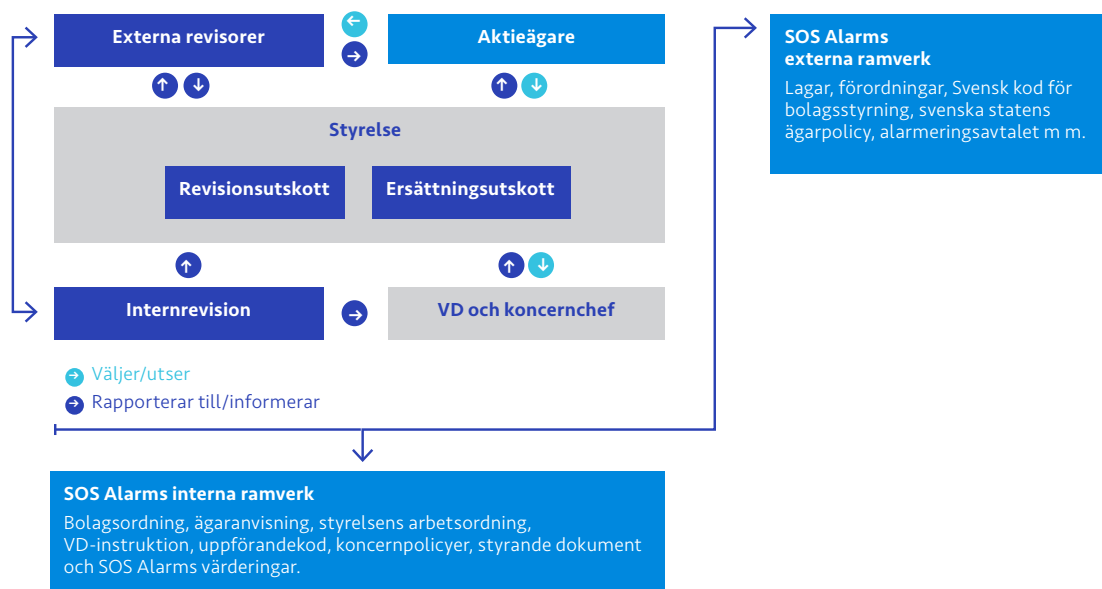 Externa revisorer
Aktieägare
SOS Alarms
externa ramverk
Lagar, förordningar, Svensk kod för
bolagsstyrning, svenska statens
ägarpolicy, alarmeringsavtalet m m.
Styrelse
Revisionsutskott
Ersättningsutskott
Internrevision
VD och koncernchef
Väljer/utser
Rapporterar till/informerar
SOS Alarms interna ramverk
Bolagsordning, ägaranvisning, styrelsens arbetsordning,
VD-instruktion, uppförandekod, koncernpolicyer, styrande dokument
och SOS Alarms värderingar.